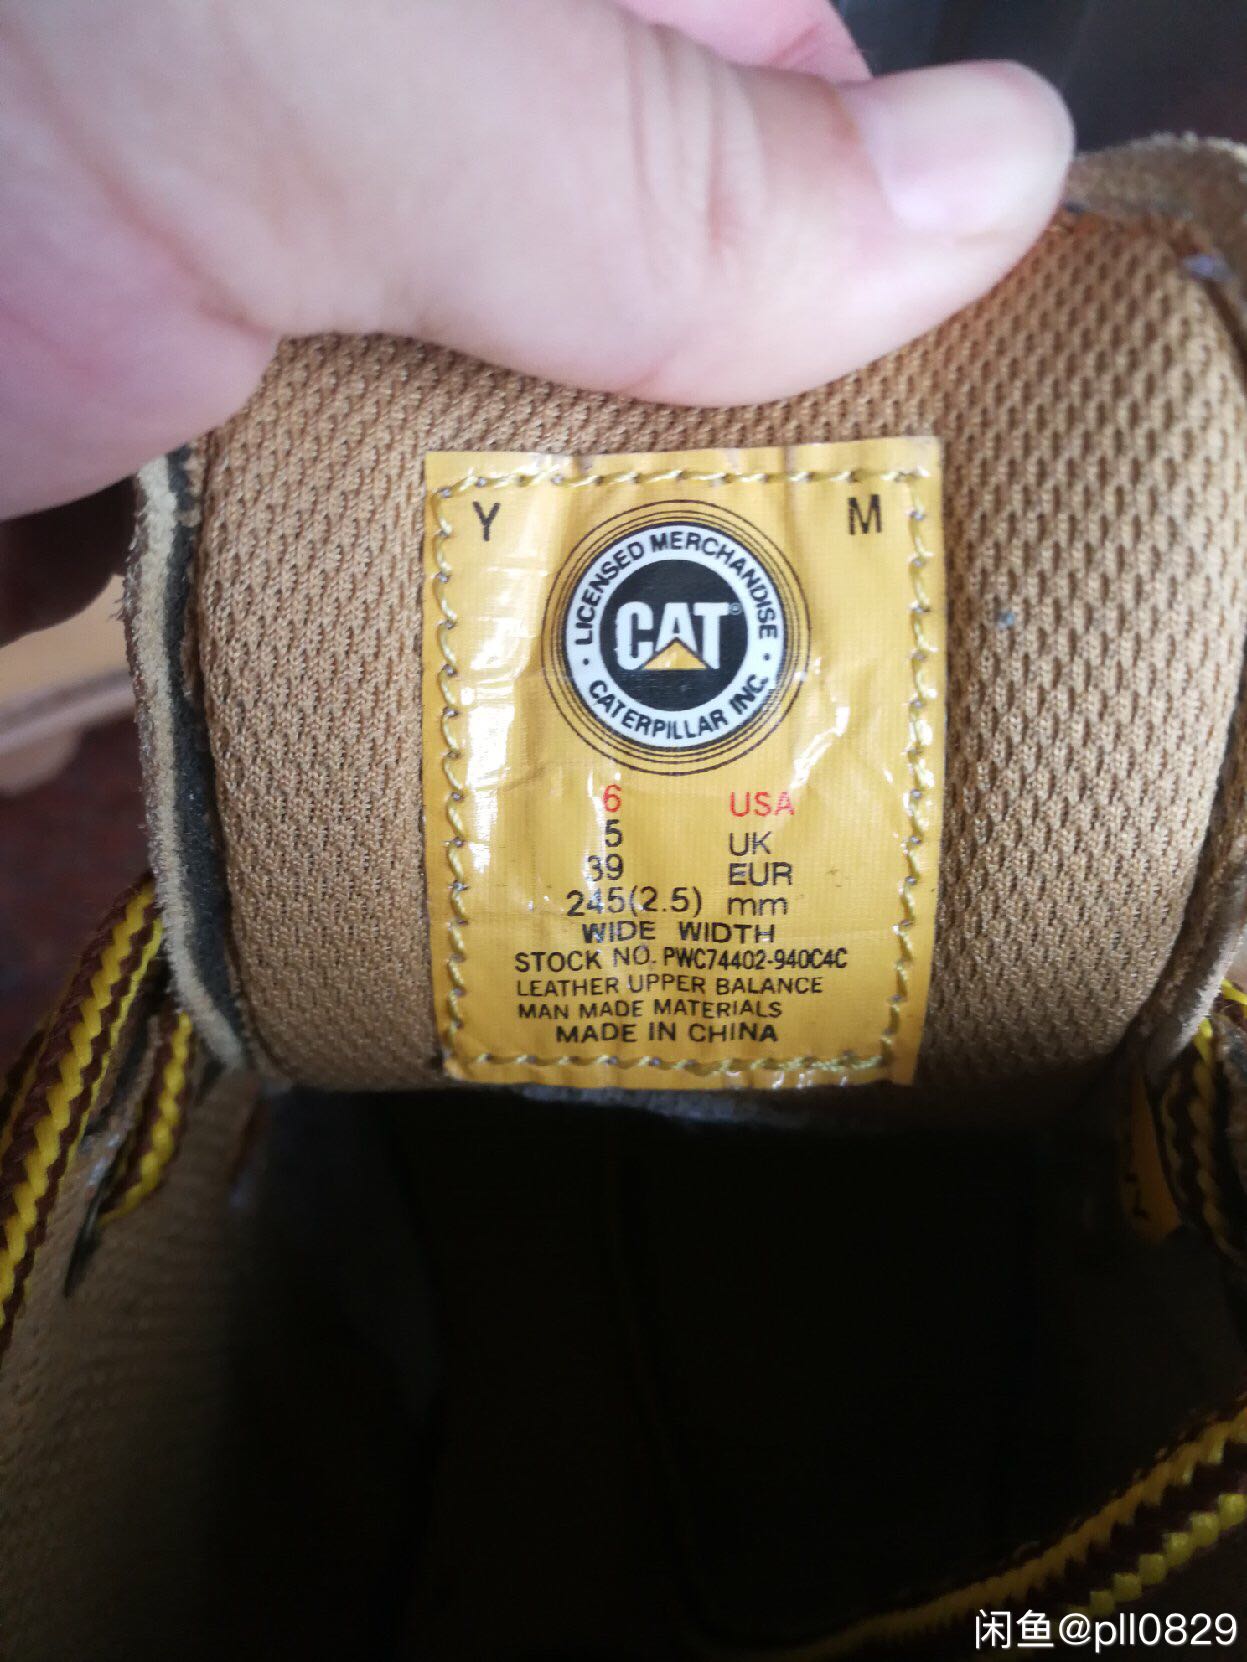 Y M
LICENSED MERCHANDISE
CAT®
CATERPILLAR INC.
6 USA
5 UK
39 EUR
245(2.5) mm
WIDE WIDTH
STOCK NO. PWC74402-940C4C
LEATHER UPPER BALANCE
MAN MADE MATERIALS
MADE IN CHINA
闲鱼@pll0829